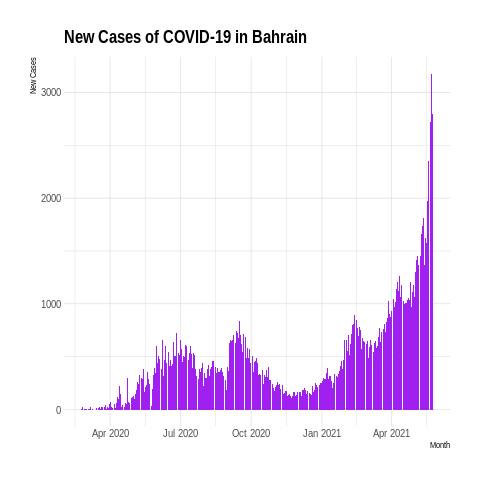 New Cases of COVID-19 in Bahrain
New Cases
3000
2000
1000
0
Apr 2020 Jul 2020 Oct 2020 Jan 2021 Apr 2021
Month